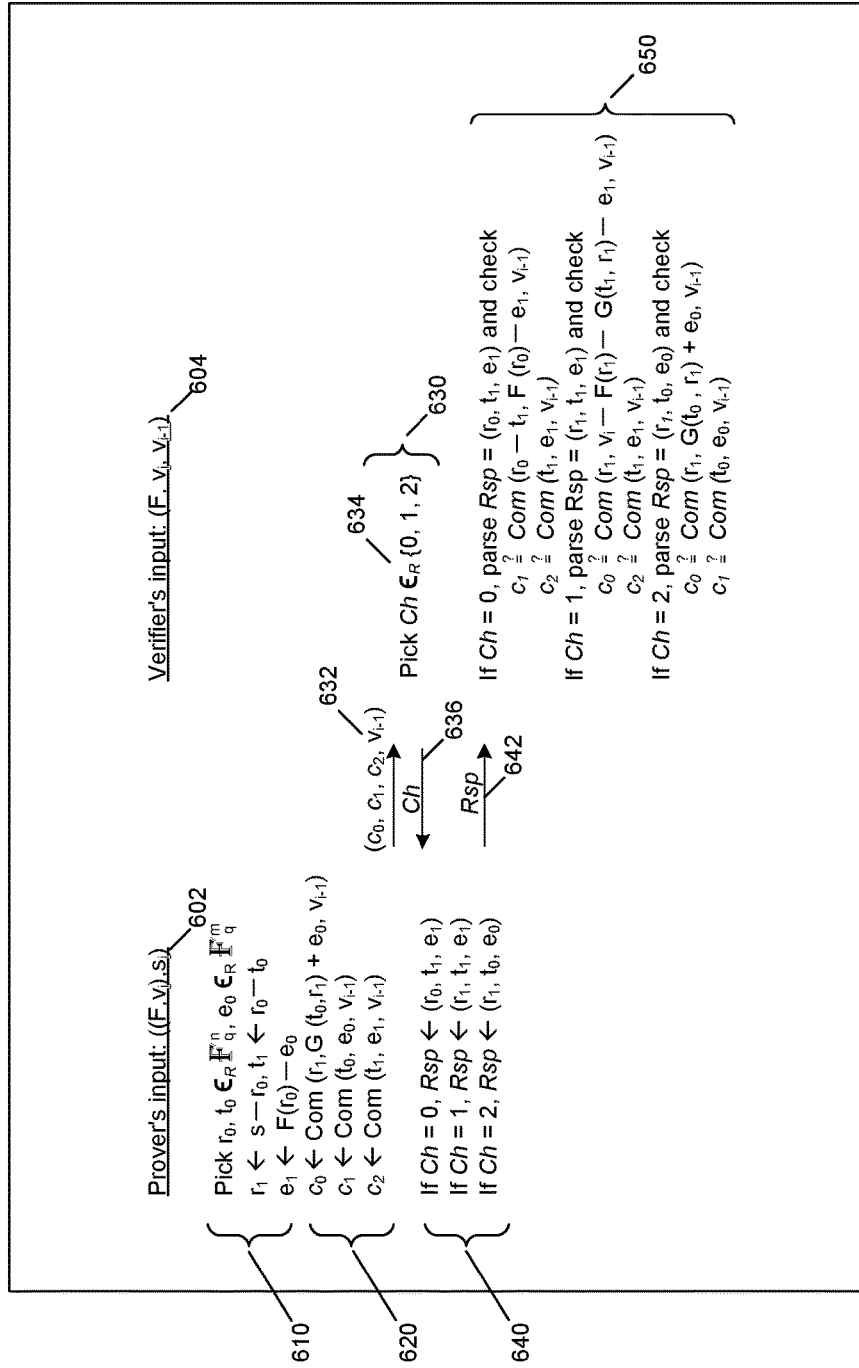 Prover's input: ((F,vᵢ),sᵢ)
602
Verifier's input: (F, vᵢ, vᵢ₋₁)
604
Pick r₀, t₀ ϵ_R 𝔽ⁿ_q, e₀ ϵ_R 𝔽ᵐ_q
r₁ ← s – r₀, t₁ ← r₀ – t₀
e₁ ← F(r₀) – e₀
610
c₀ ← Com (r₁, G (t₀,r₁) + e₀, vᵢ₋₁)
c₁ ← Com (t₀, e₀, vᵢ₋₁)
c₂ ← Com (t₁, e₁, vᵢ₋₁)
620
(c₀, c₁, c₂, vᵢ₋₁)
632
Ch
636
Pick Ch ϵ_R {0, 1, 2}
634
630
If Ch = 0, Rsp ← (r₀, t₁, e₁)
If Ch = 1, Rsp ← (r₁, t₁, e₁)
If Ch = 2, Rsp ← (r₁, t₀, e₀)
640
Rsp
642
If Ch = 0, parse Rsp = (r₀, t₁, e₁) and check
c₁ ≟ Com (r₀ – t₁, F (r₀) – e₁, vᵢ₋₁)
c₂ ≟ Com (t₁, e₁, vᵢ₋₁)
If Ch = 1, parse Rsp = (r₁, t₁, e₁) and check
c₀ ≟ Com (r₁, vᵢ – F(r₁) – G(t₁, r₁) – e₁, vᵢ₋₁)
c₂ ≟ Com (t₁, e₁, vᵢ₋₁)
If Ch = 2, parse Rsp = (r₁, t₀, e₀) and check
c₀ ≟ Com (r₁, G(t₀ , r₁) + e₀, vᵢ₋₁)
c₁ ≟ Com (t₀, e₀, vᵢ₋₁)
650